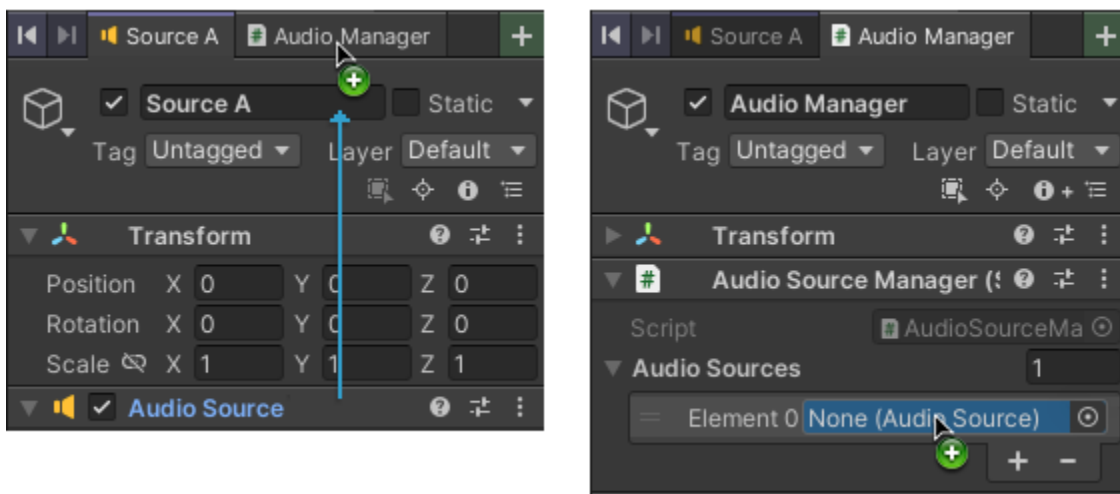 Source A Audio Manager
Source A Static
Tag Untagged Layer Default
Transform
Position X 0 Y 0 Z 0
Rotation X 0 Y 0 Z 0
Scale X 1 Y 1 Z 1
Audio Source
Source A Audio Manager
Audio Manager Static
Tag Untagged Layer Default
Transform
Audio Source Manager (S
Script AudioSourceMa
Audio Sources 1
Element 0 None (Audio Source)